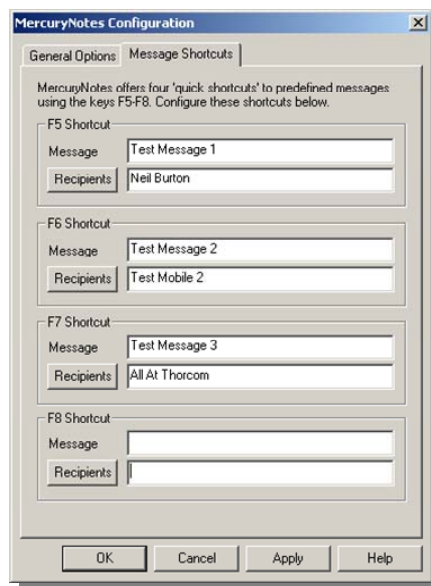 MercuryNotes Configuration
General Options
Message Shortcuts
MercuryNotes offers four 'quick shortcuts' to predefined messages
using the keys F5-F8. Configure these shortcuts below.
F5 Shortcut
Message
Test Message 1
Recipients
Neil Burton
F6 Shortcut
Message
Test Message 2
Recipients
Test Mobile 2
F7 Shortcut
Message
Test Message 3
Recipients
All At Thorcom
F8 Shortcut
Message
Recipients
OK
Cancel
Apply
Help